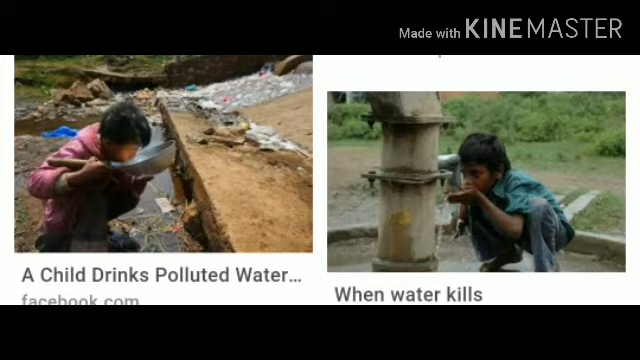 Made with KINEMASTER
A Child Drinks Polluted Water...
facebook.com
When water kills